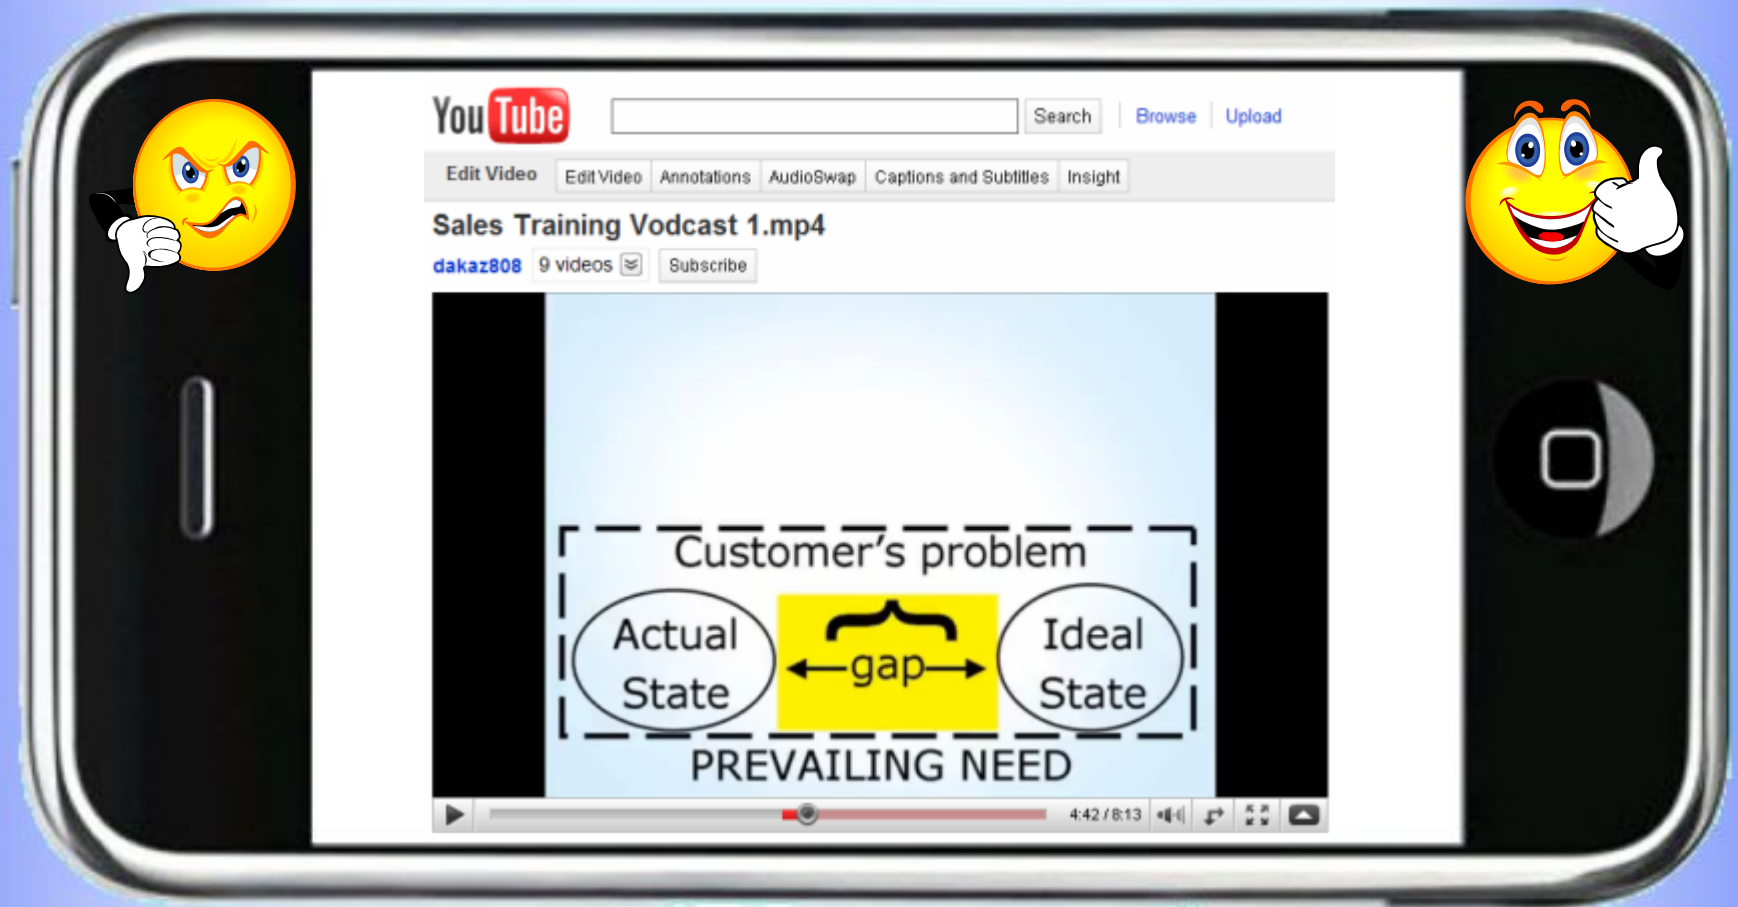 YouTube
Search Browse Upload
Edit Video Edit Video Annotations AudioSwap Captions and Subtitles Insight
Sales Training Vodcast 1.mp4
dakaz808 9 videos Subscribe
Customer's problem
Actual State
gap
Ideal State
PREVAILING NEED
4:42 / 8:13